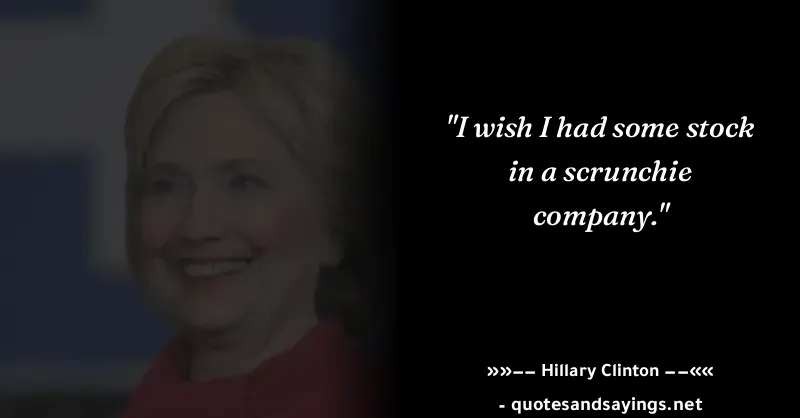 "I wish I had some stock
in a scrunchie
company."
»»–– Hillary Clinton ––««
- quotesandsayings.net